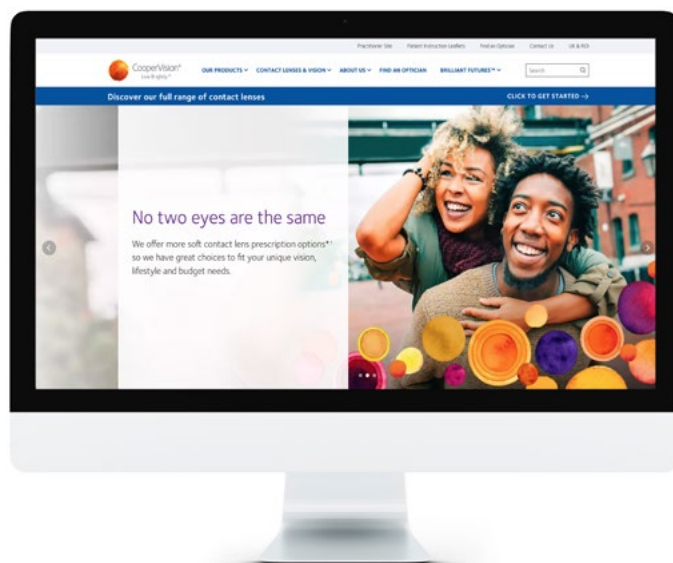 Practitioner Site Patient Instruction Leaflets Find an Optician Contact Us UK & ROI
CooperVision®
Live Brightly.™
OUR PRODUCTS CONTACT LENSES & VISION ABOUT US FIND AN OPTICIAN BRILLIANT FUTURES™ Search
Discover our full range of contact lenses CLICK TO GET STARTED →
No two eyes are the same
We offer more soft contact lens prescription options*¹
so we have great choices to fit your unique vision,
lifestyle and budget needs.